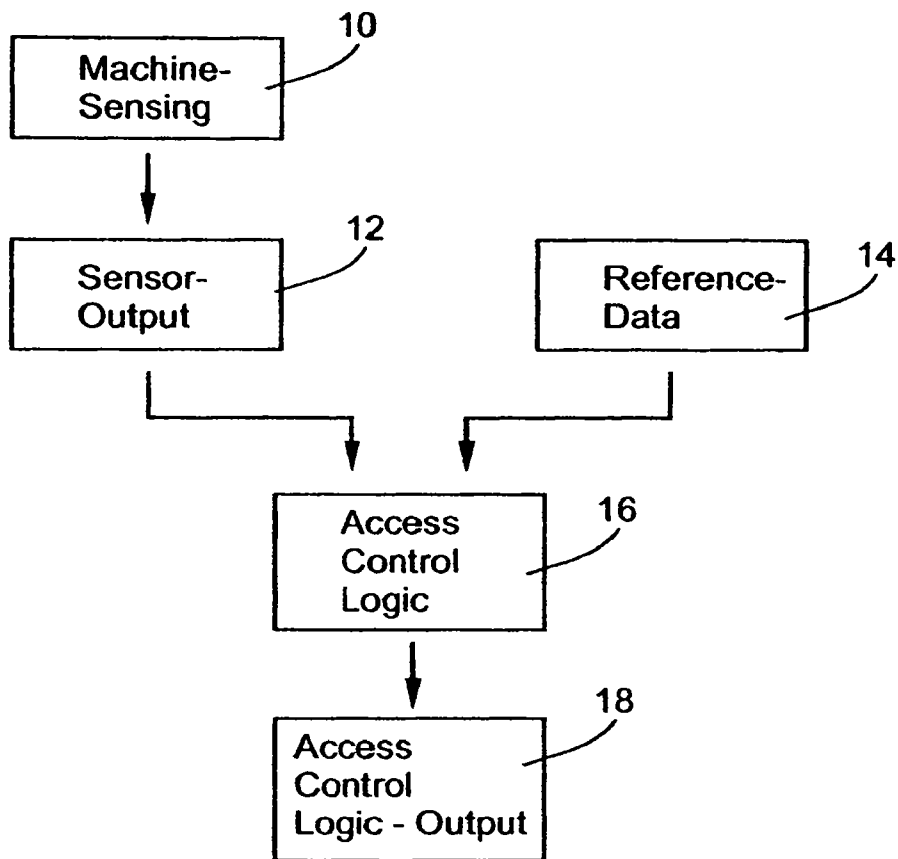 10
Machine-
Sensing
12
Sensor-
Output
14
Reference-
Data
16
Access
Control
Logic
18
Access
Control
Logic - Output